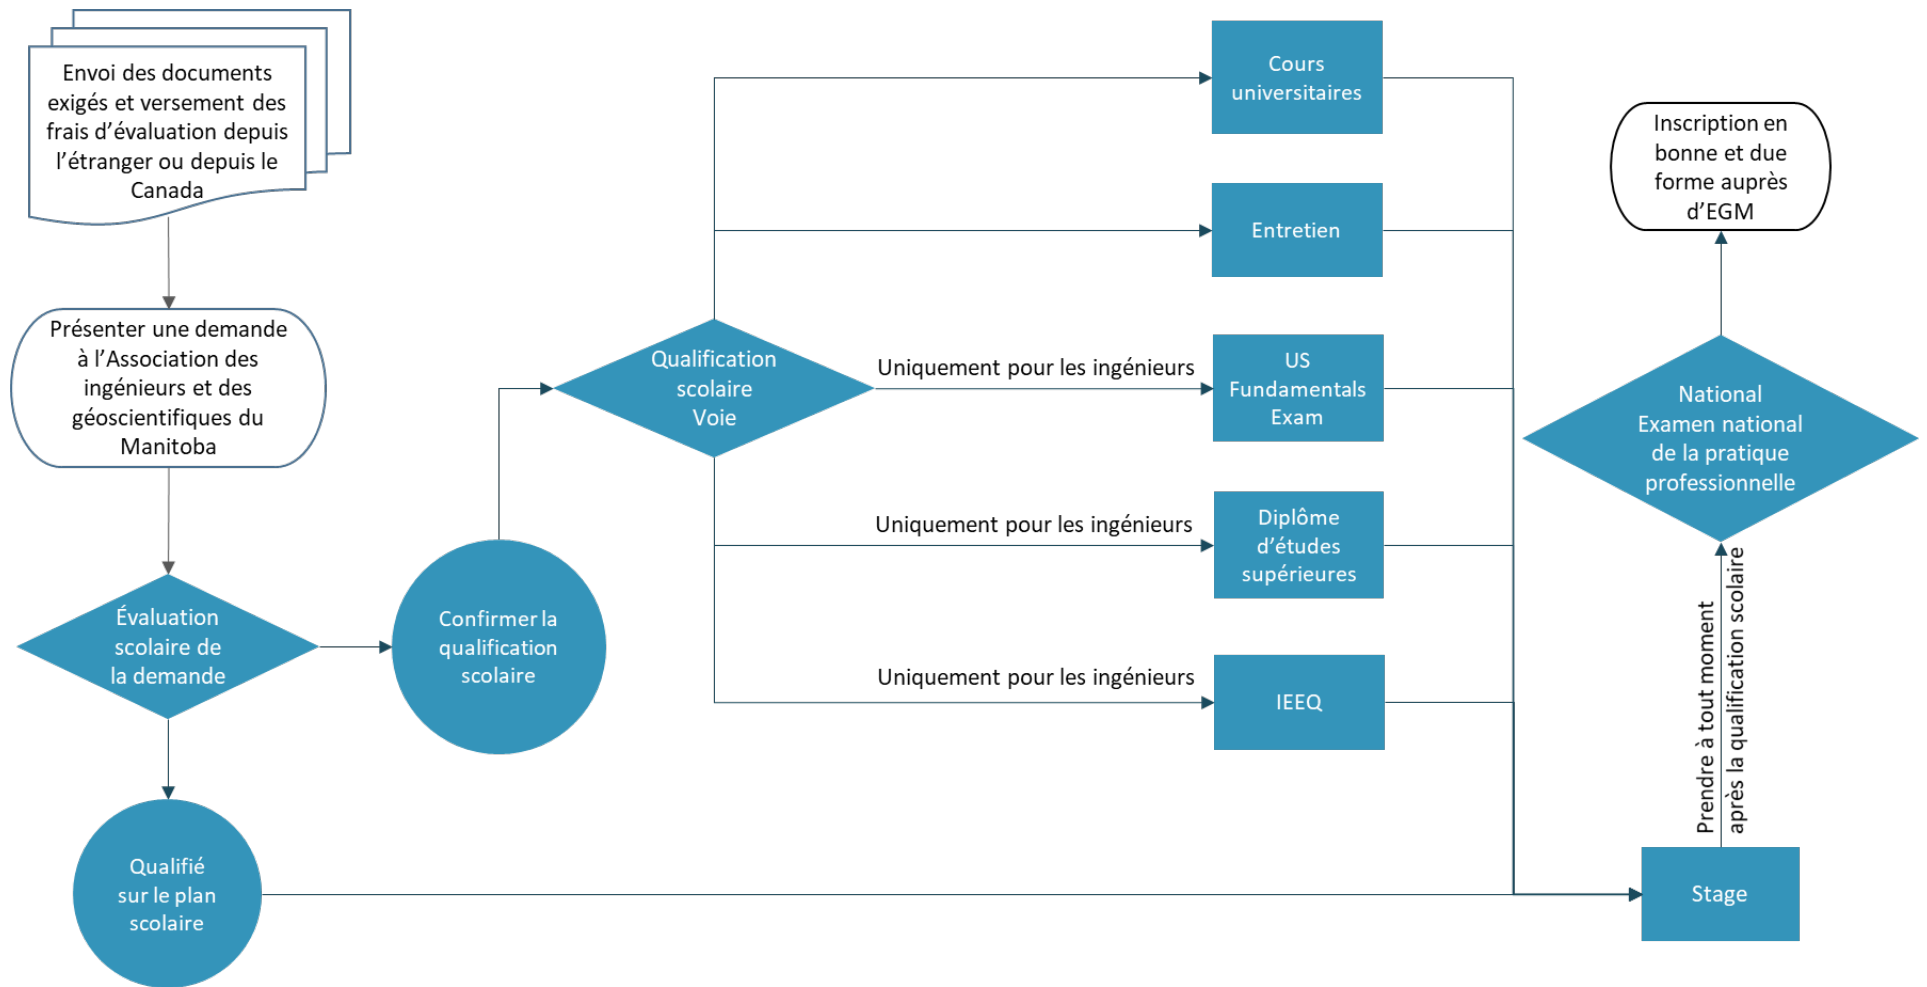 Envoi des documents
exigés et versement des
frais d’évaluation depuis
l’étranger ou depuis le
Canada
Présenter une demande
à l’Association des
ingénieurs et des
géoscientifiques du
Manitoba
Évaluation
scolaire de
la demande
Qualifié
sur le plan
scolaire
Confirmer la
qualification
scolaire
Qualification
scolaire
Voie
Cours
universitaires
Entretien
Uniquement pour les ingénieurs
US
Fundamentals
Exam
Uniquement pour les ingénieurs
Diplôme
d’études
supérieures
Uniquement pour les ingénieurs
IEEQ
Stage
Prendre à tout moment
après la qualification scolaire
National
Examen national
de la pratique
professionnelle
Inscription en
bonne et due
forme auprès
d’EGM